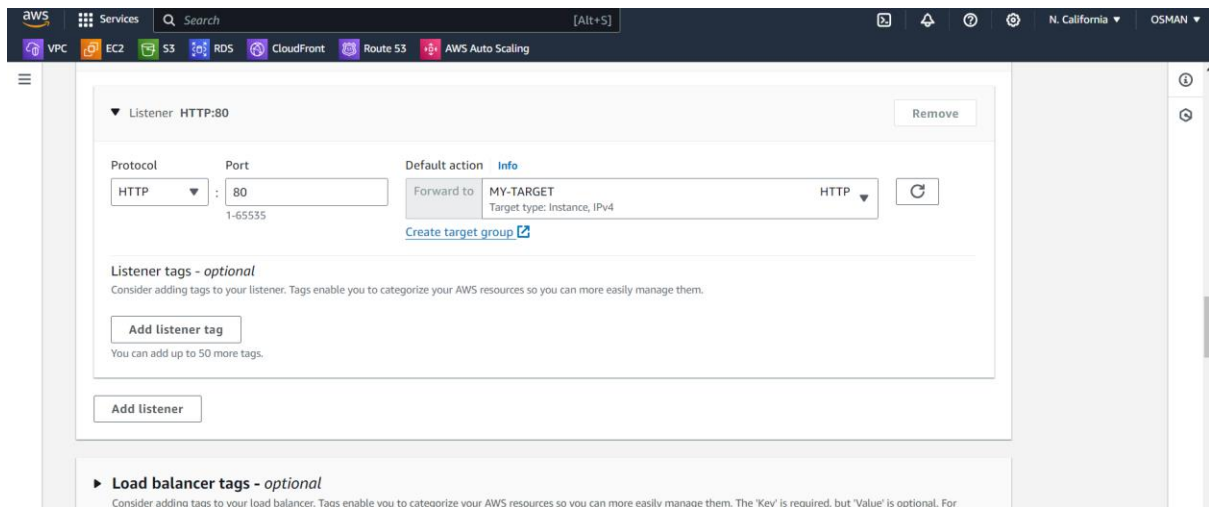 aws Services Search [Alt+S] N. California OSMAN
VPC EC2 S3 RDS CloudFront Route 53 AWS Auto Scaling
Listener HTTP:80 Remove
Protocol Port Default action Info
HTTP : 80 Forward to MY-TARGET HTTP
Target type: Instance, IPv4
1-65535
Create target group
Listener tags - optional
Consider adding tags to your listener. Tags enable you to categorize your AWS resources so you can more easily manage them.
Add listener tag
You can add up to 50 more tags.
Add listener
Load balancer tags - optional
Consider adding tags to your load balancer. Tags enable you to categorize your AWS resources so you can more easily manage them. The 'Key' is required, but 'Value' is optional. For